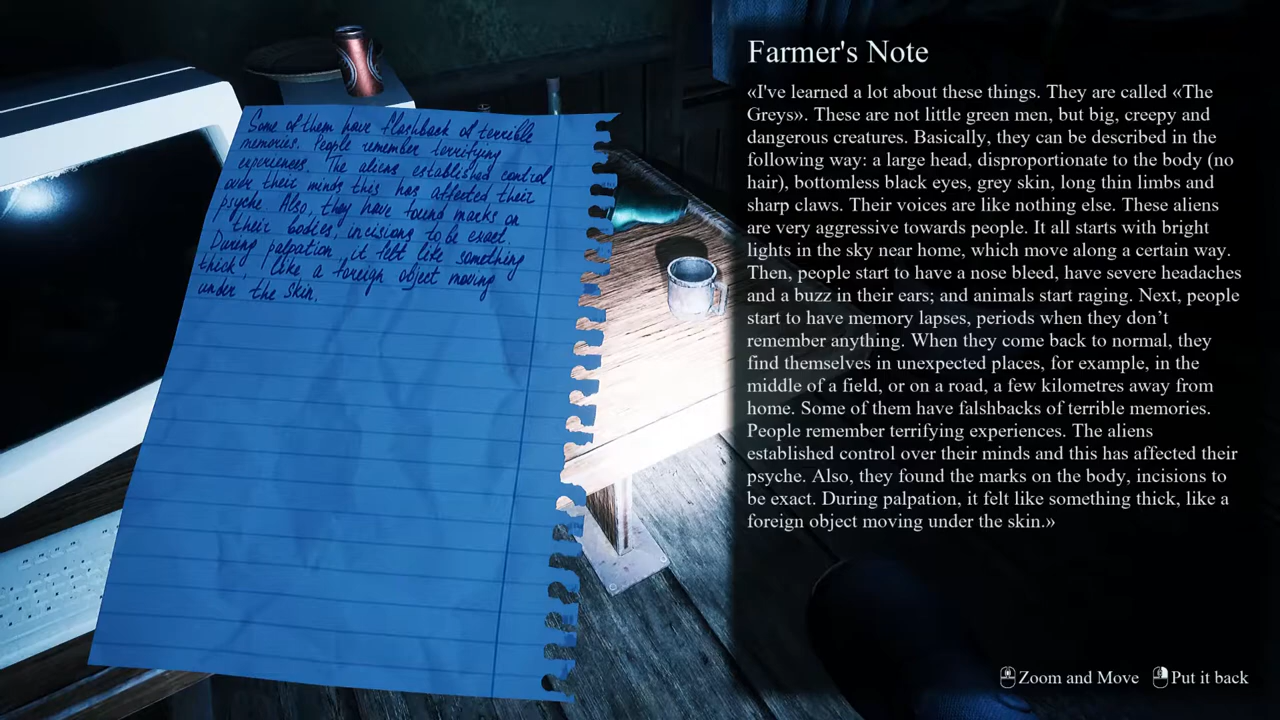 Some of them have flashback of terrible
memories. People remember terrifying
experiences. The aliens established control
over their minds this has affected their
psyche. Also, they have found marks on
their bodies, incisions to be exact.
During palpation it felt like something
thick, like a foreign object moving
under the skin.
Farmer's Note
«I've learned a lot about these things. They are called «The
Greys». These are not little green men, but big, creepy and
dangerous creatures. Basically, they can be described in the
following way: a large head, disproportionate to the body (no
hair), bottomless black eyes, grey skin, long thin limbs and
sharp claws. Their voices are like nothing else. These aliens
are very aggressive towards people. It all starts with bright
lights in the sky near home, which move along a certain way.
Then, people start to have a nose bleed, have severe headaches
and a buzz in their ears; and animals start raging. Next, people
start to have memory lapses, periods when they don’t
remember anything. When they come back to normal, they
find themselves in unexpected places, for example, in the
middle of a field, or on a road, a few kilometres away from
home. Some of them have falshbacks of terrible memories.
People remember terrifying experiences. The aliens
established control over their minds and this has affected their
psyche. Also, they found the marks on the body, incisions to
be exact. During palpation, it felt like something thick, like a
foreign object moving under the skin.»
Zoom and Move Put it back